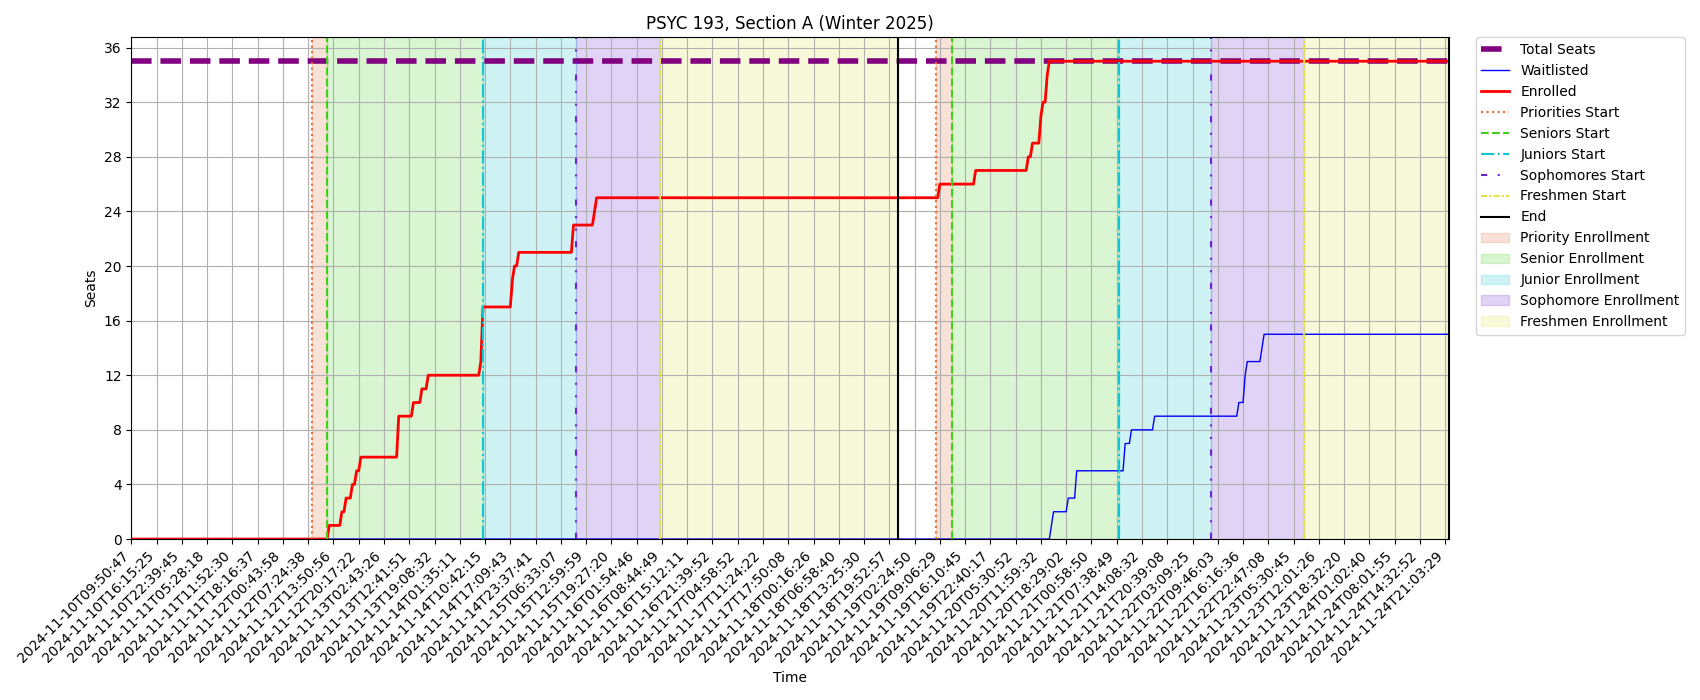 PSYC 193, Section A (Winter 2025)
Seats
36
32
28
24
20
16
12
8
4
0
2024-11-10T09:50:47
2024-11-10T16:15:25
2024-11-10T22:39:45
2024-11-11T05:28:18
2024-11-11T11:52:30
2024-11-11T18:16:37
2024-11-12T00:43:58
2024-11-12T07:24:38
2024-11-12T13:50:56
2024-11-12T20:17:22
2024-11-13T02:43:26
2024-11-13T12:41:51
2024-11-13T19:08:32
2024-11-14T01:35:11
2024-11-14T10:42:15
2024-11-14T17:09:43
2024-11-14T23:37:41
2024-11-15T06:33:07
2024-11-15T12:59:59
2024-11-15T19:27:20
2024-11-16T01:54:46
2024-11-16T08:44:49
2024-11-16T15:12:11
2024-11-16T21:39:52
2024-11-17T04:58:52
2024-11-17T11:24:22
2024-11-17T17:50:08
2024-11-18T00:16:26
2024-11-18T06:58:40
2024-11-18T13:25:30
2024-11-18T19:52:57
2024-11-19T02:24:50
2024-11-19T09:06:29
2024-11-19T16:10:45
2024-11-19T22:40:17
2024-11-20T05:30:52
2024-11-20T11:59:32
2024-11-20T18:29:02
2024-11-21T00:58:50
2024-11-21T07:38:49
2024-11-21T14:08:32
2024-11-21T20:39:08
2024-11-22T03:09:25
2024-11-22T09:46:03
2024-11-22T16:16:36
2024-11-22T22:47:08
2024-11-23T05:30:45
2024-11-23T12:01:26
2024-11-23T18:32:20
2024-11-24T01:02:40
2024-11-24T08:01:55
2024-11-24T14:32:52
2024-11-24T21:03:29
Time
Total Seats
Waitlisted
Enrolled
Priorities Start
Seniors Start
Juniors Start
Sophomores Start
Freshmen Start
End
Priority Enrollment
Senior Enrollment
Junior Enrollment
Sophomore Enrollment
Freshmen Enrollment